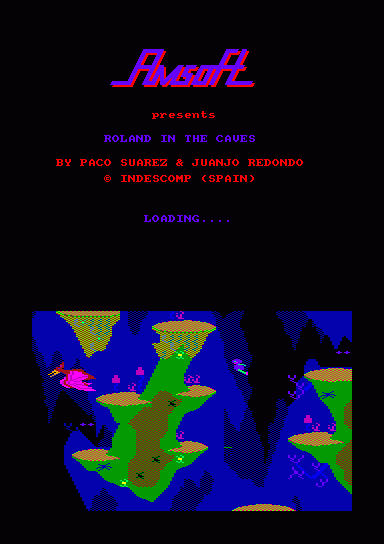 Amsoft
presents
ROLAND IN THE CAVES
BY PACO SUAREZ & JUANJO REDONDO
© INDESCOMP (SPAIN)
LOADING....